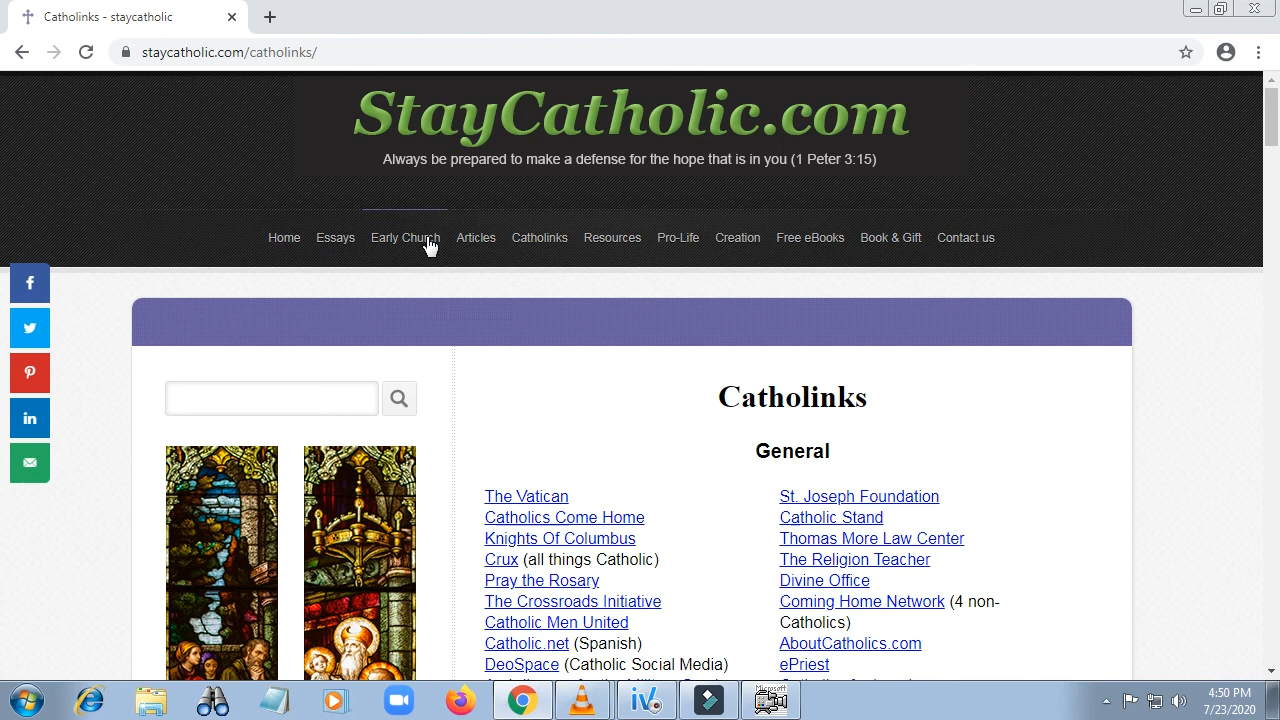 Catholinks - staycatholic
staycatholic.com/catholinks/
StayCatholic.com
Always be prepared to make a defense for the hope that is in you (1 Peter 3:15)
Home Essays Early Church Articles Catholinks Resources Pro-Life Creation Free eBooks Book & Gift Contact us
Catholinks
General
The Vatican
Catholics Come Home
Knights Of Columbus
Crux (all things Catholic)
Pray the Rosary
The Crossroads Initiative
Catholic Men United
Catholic.net (Spanish)
DeoSpace (Catholic Social Media)
St. Joseph Foundation
Catholic Stand
Thomas More Law Center
The Religion Teacher
Divine Office
Coming Home Network (4 non-
Catholics)
AboutCatholics.com
ePriest
Microsoft
4:50 PM
7/23/2020